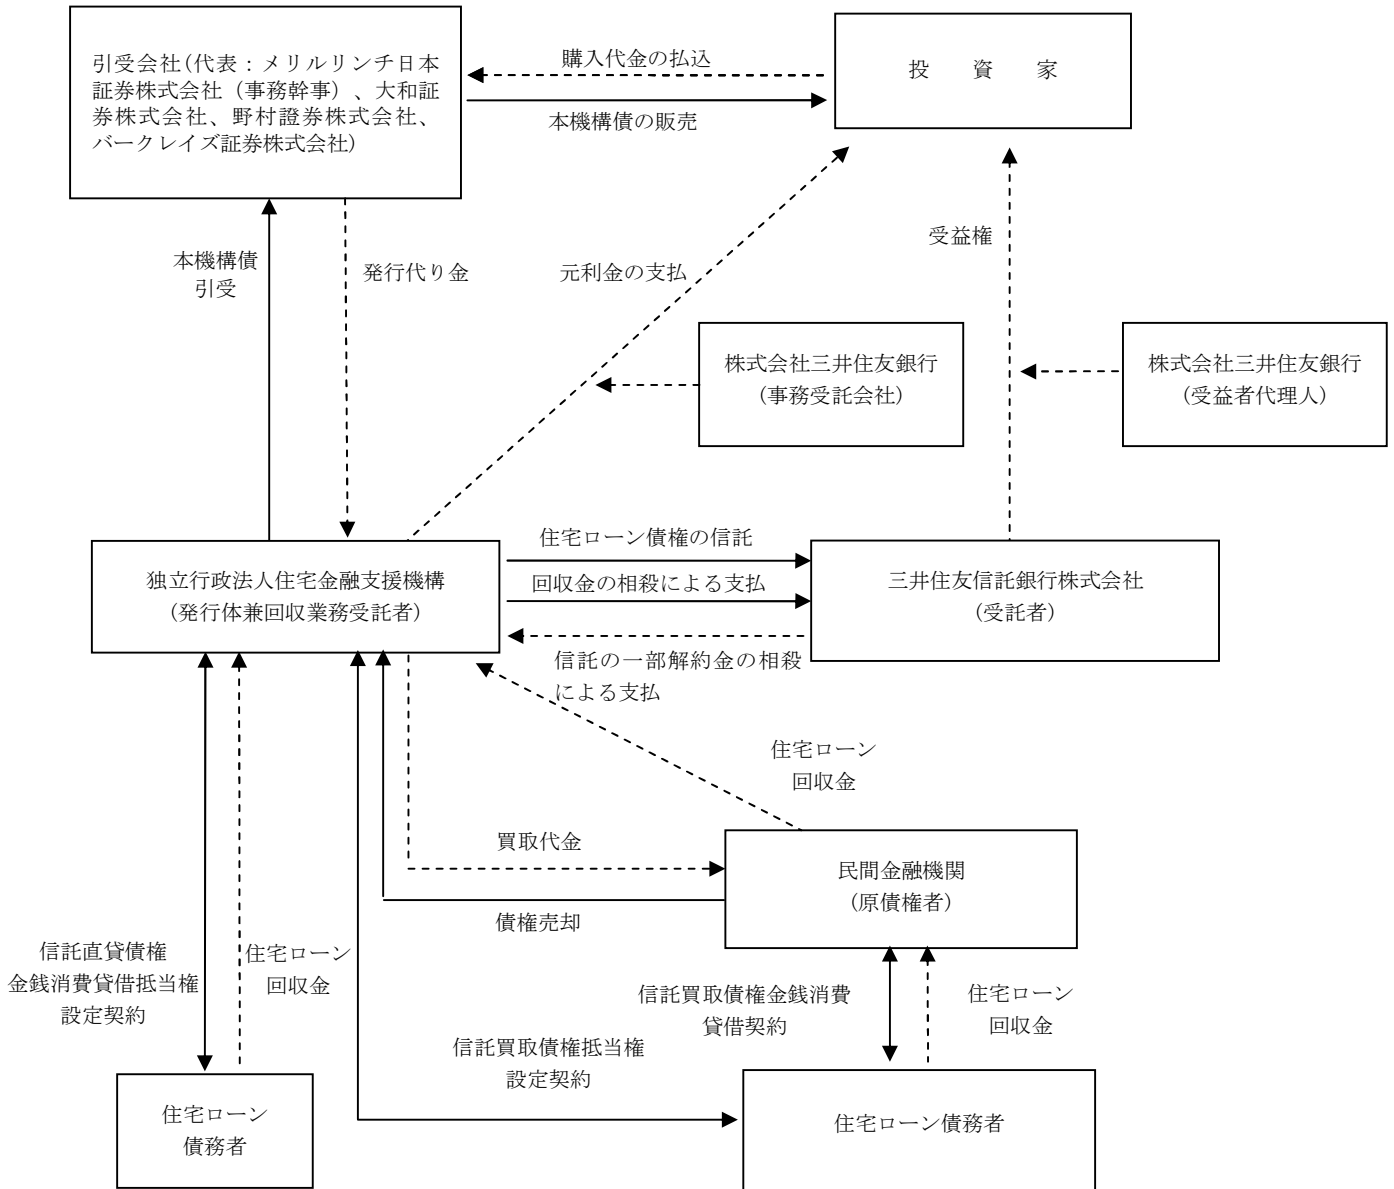 引受会社(代表：メリルリンチ日本
証券株式会社（事務幹事）、大和証
券株式会社、野村證券株式会社、
バークレイズ証券株式会社)
購入代金の払込
本機構債の販売
投　資　家
本機構債
引受
発行代り金
元利金の支払
受益権
株式会社三井住友銀行
（事務受託会社）
株式会社三井住友銀行
（受益者代理人）
独立行政法人住宅金融支援機構
（発行体兼回収業務受託者）
住宅ローン債権の信託
回収金の相殺による支払
信託の一部解約金の相殺
による支払
三井住友信託銀行株式会社
（受託者）
住宅ローン
回収金
買取代金
債権売却
民間金融機関
（原債権者）
信託直貸債権
金銭消費貸借抵当権
設定契約
住宅ローン
回収金
信託買取債権金銭消費
貸借契約
住宅ローン
回収金
信託買取債権抵当権
設定契約
住宅ローン
債務者
住宅ローン債務者